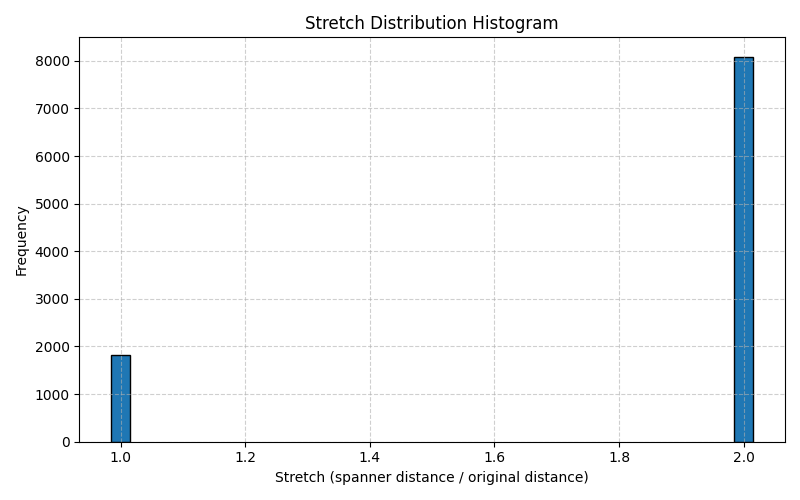 Stretch Distribution Histogram
8000
7000
6000
5000
4000
3000
2000
1000
0
Frequency
1.0 1.2 1.4 1.6 1.8 2.0
Stretch (spanner distance / original distance)